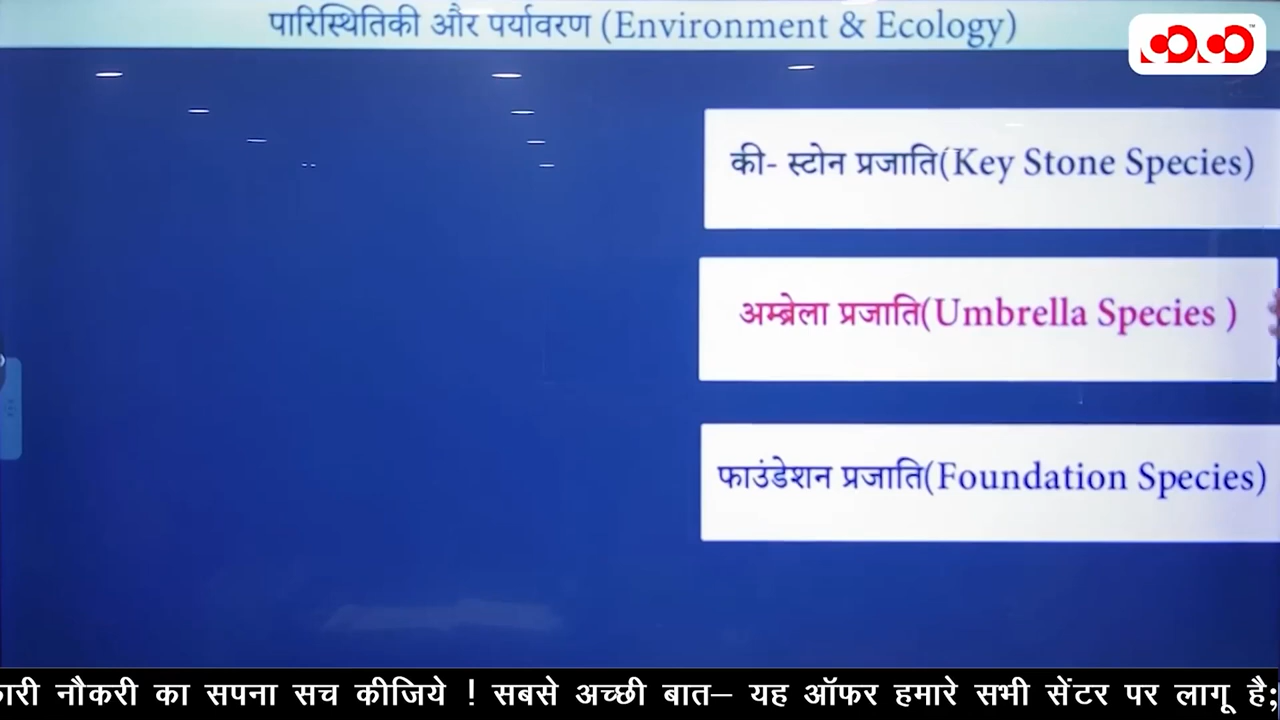 पारिस्थितिकी और पर्यावरण (Environment & Ecology)
की- स्टोन प्रजाति(Key Stone Species)
अम्ब्रेला प्रजाति(Umbrella Species )
फाउंडेशन प्रजाति(Foundation Species)
नौकरी का सपना सच कीजिये ! सबसे अच्छी बात– यह ऑफर हमारे सभी सेंटर पर लागू है;